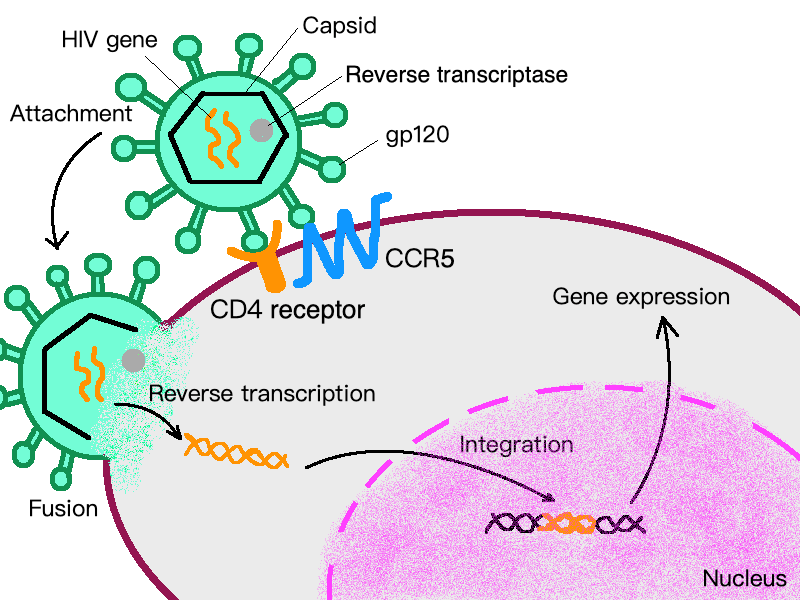 Capsid
HIV gene
Reverse transcriptase
Attachment
gp120
CCR5
CD4 receptor
Gene expression
Reverse transcription
Integration
Fusion
Nucleus